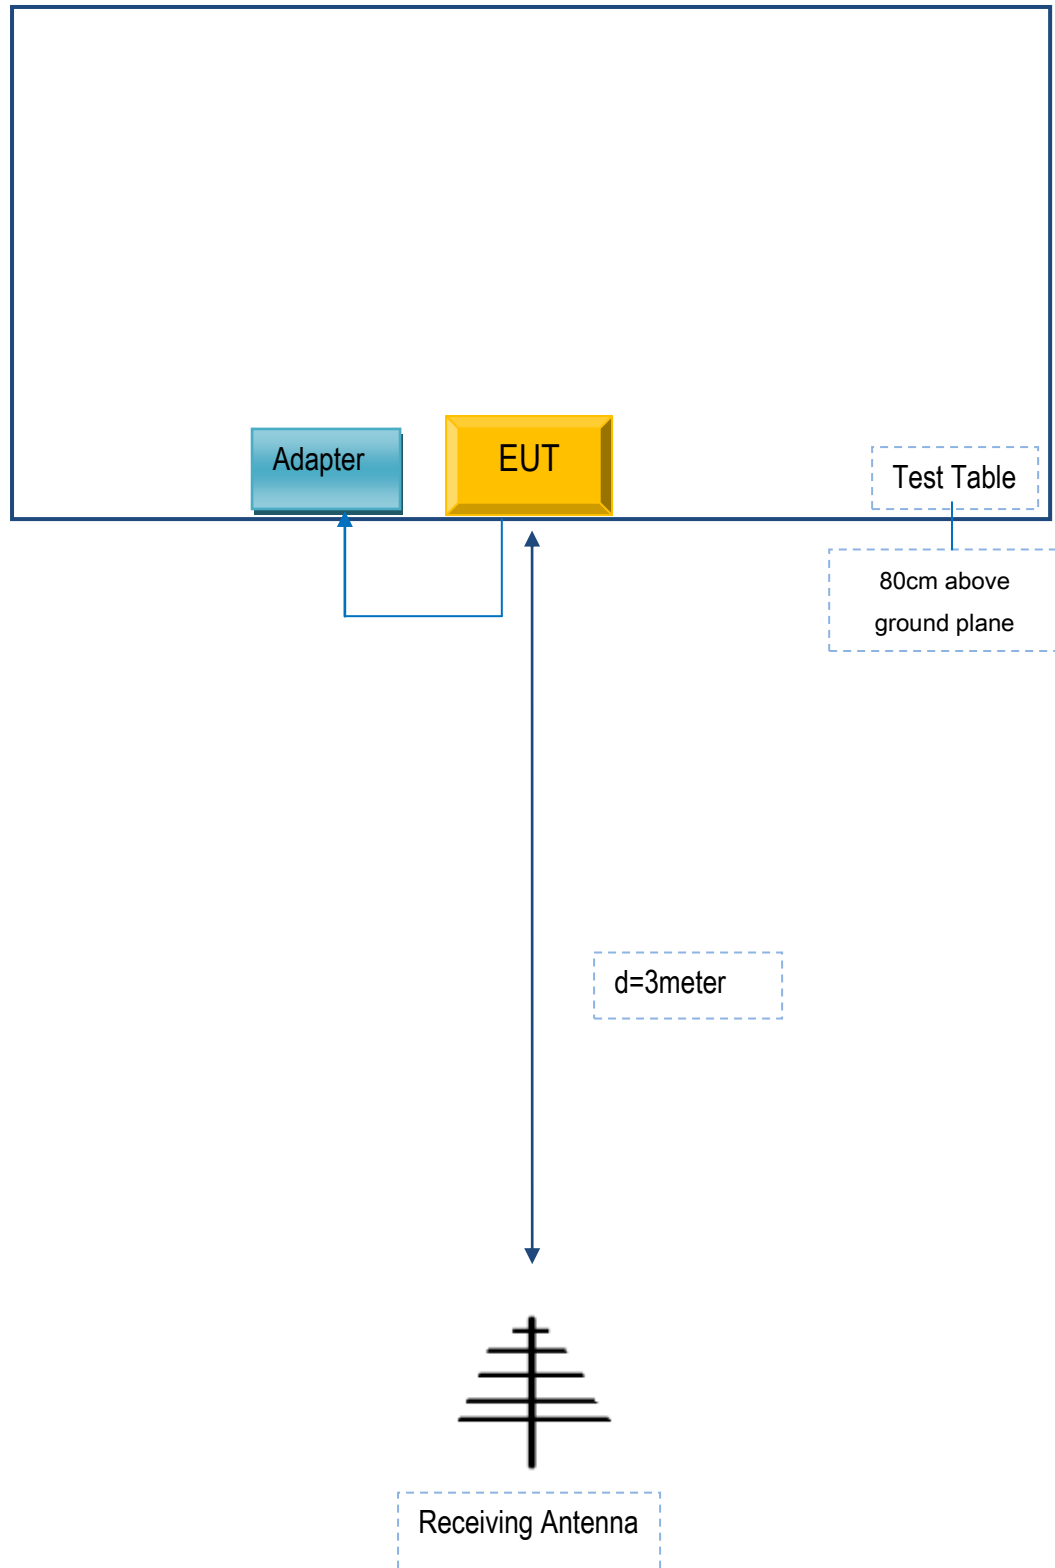 Adapter
EUT
Test Table
80cm above
ground plane
d=3meter
Receiving Antenna